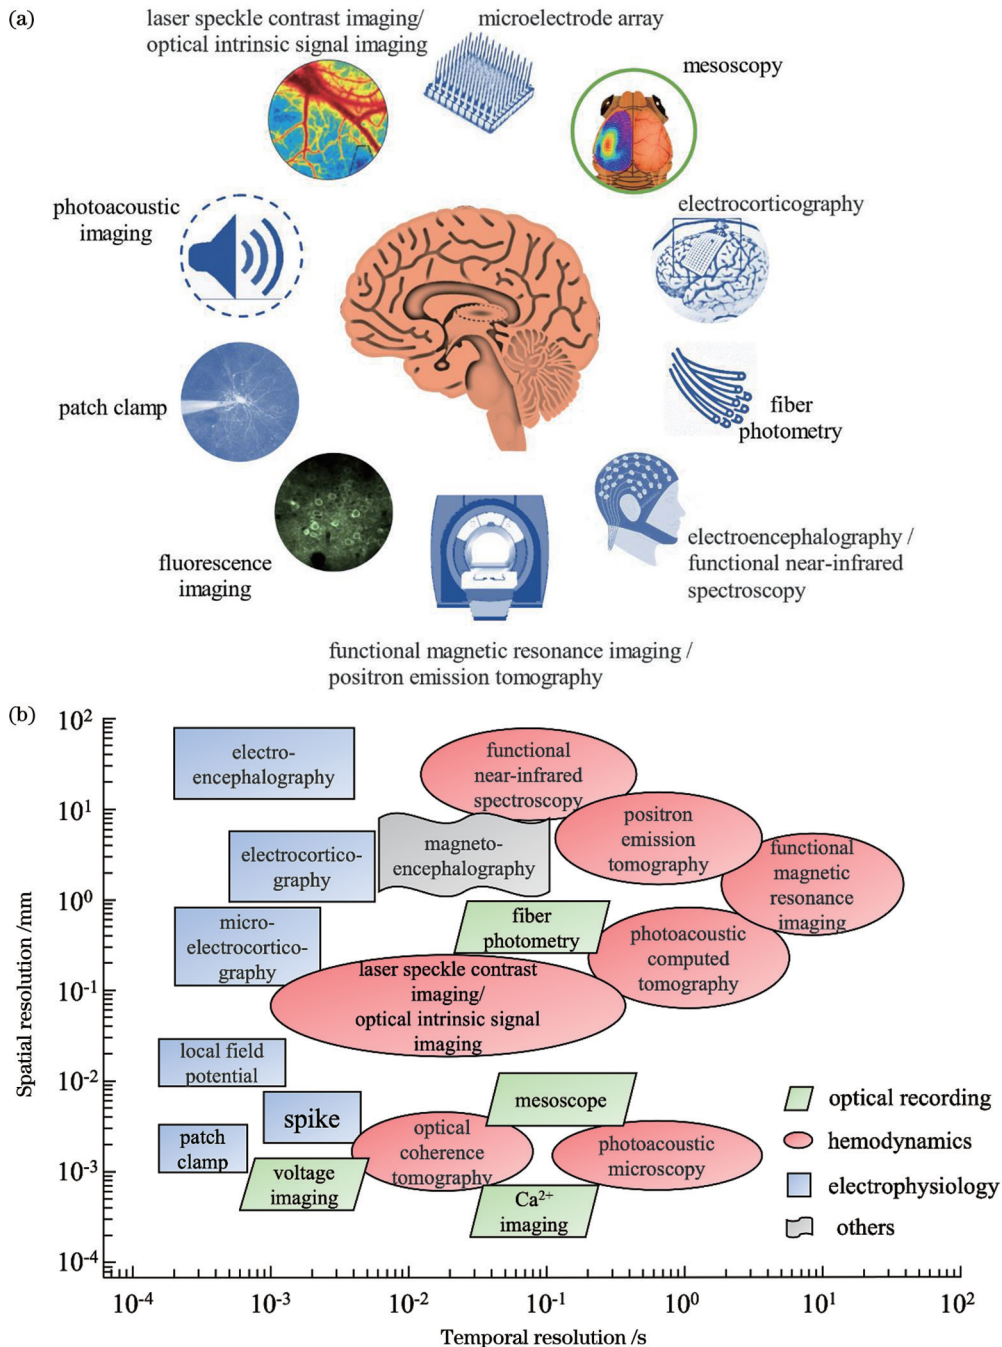 (a)
laser speckle contrast imaging/
optical intrinsic signal imaging
microelectrode array
mesoscopy
photoacoustic
imaging
electrocorticography
patch clamp
fiber
photometry
fluorescence
imaging
electroencephalography /
functional near-infrared
spectroscopy
functional magnetic resonance imaging /
positron emission tomography
(b)
Spatial resolution /mm
10²
10¹
10⁰
10⁻¹
10⁻²
10⁻³
10⁻⁴
electro-
encephalography
functional
near-infrared
spectroscopy
positron
emission
tomography
electrocortico-
graphy
magneto-
encephalography
functional
magnetic
resonance
imaging
micro-
electrocortico-
graphy
fiber
photometry
photoacoustic
computed
tomography
laser speckle contrast
imaging/
optical intrinsic signal
imaging
local field
potential
spike
mesoscope
patch
clamp
optical
coherence
tomography
photoacoustic
microscopy
voltage
imaging
Ca²⁺
imaging
optical recording
hemodynamics
electrophysiology
others
10⁻⁴
10⁻³
10⁻²
10⁻¹
10⁰
10¹
10²
Temporal resolution /s